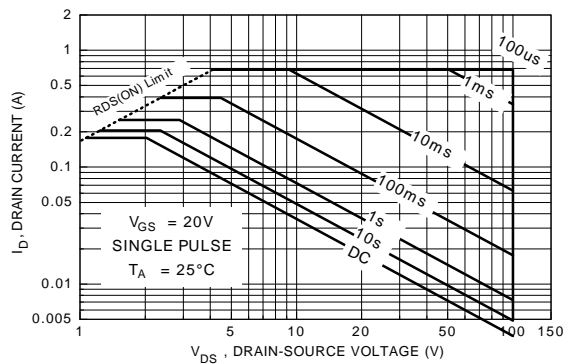 2
1
0.5
0.2
0.1
0.05
0.01
0.005
I_D, DRAIN CURRENT (A)
RDS(ON) Limit
100us
1ms
10ms
100ms
1s
10s
DC
V_GS = 20V
SINGLE PULSE
T_A = 25°C
1 5 10 20 30 50 100 150
V_DS , DRAIN-SOURCE VOLTAGE (V)